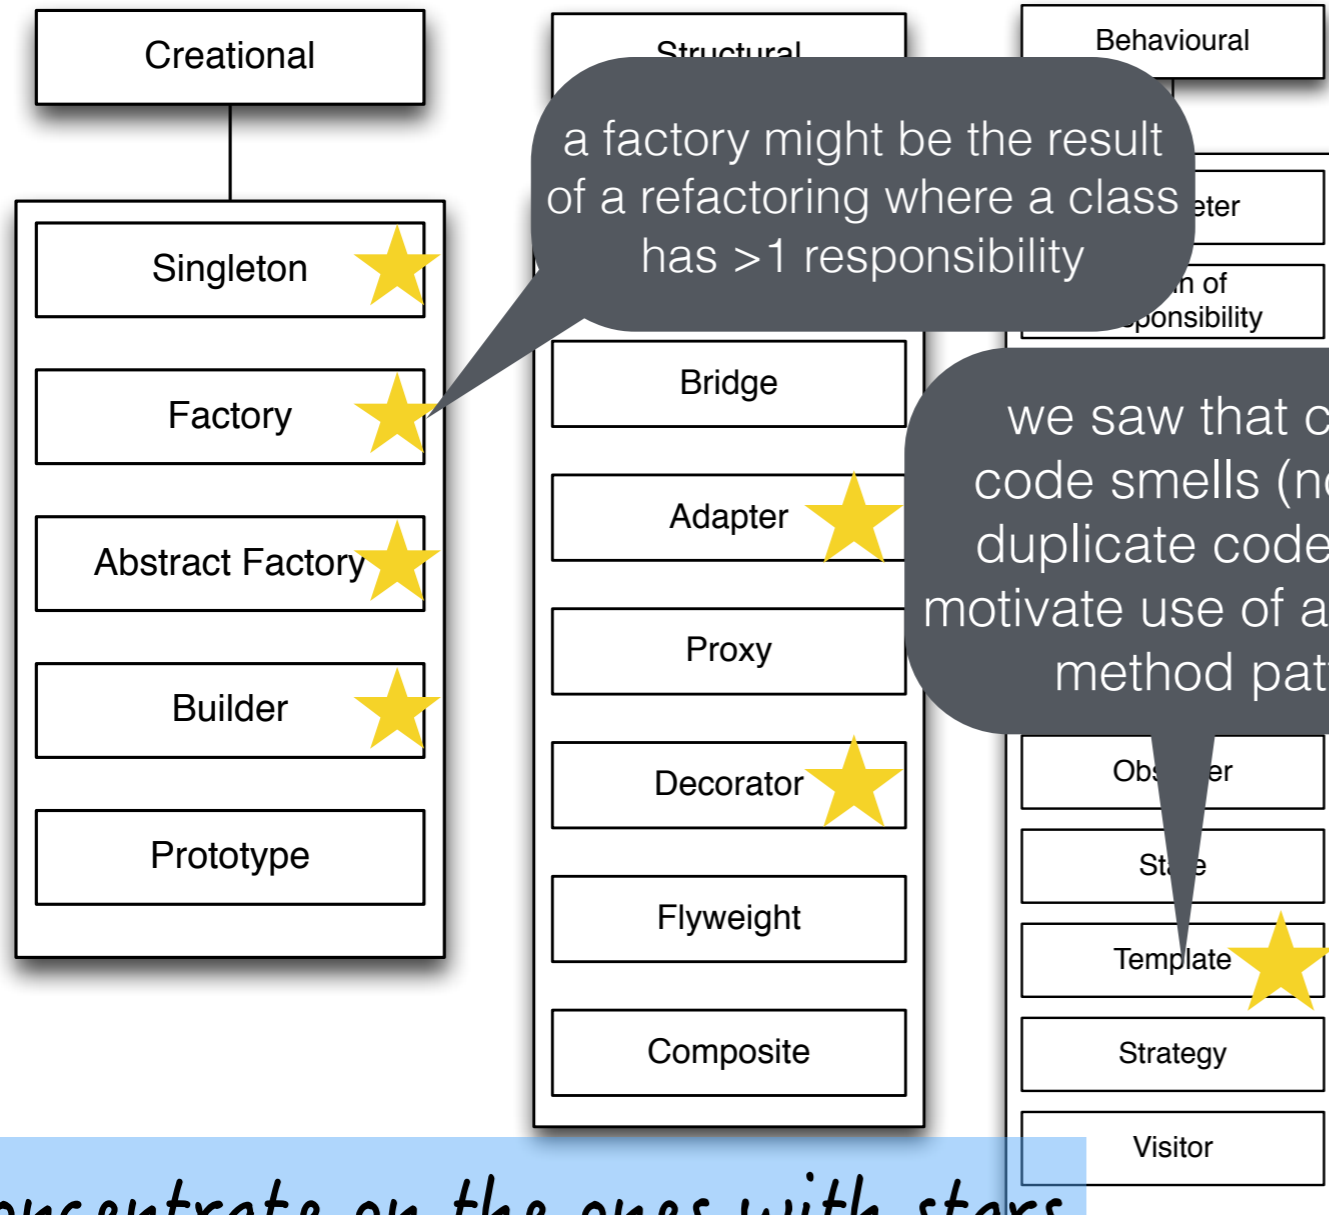 Creational
Singleton
Factory
Abstract Factory
Builder
Prototype
Structural
a factory might be the result
of a refactoring where a class
has >1 responsibility
Bridge
Adapter
Proxy
Decorator
Flyweight
Composite
Behavioural
of
we saw that
code smells
duplicate code
motivate use of a
method
Template
Strategy
Visitor
concentrate on the ones with stars